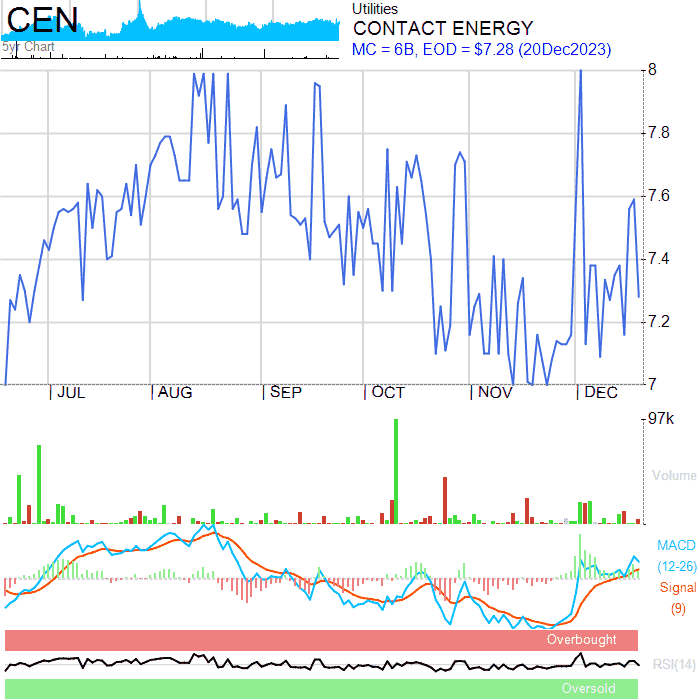 CEN
5yr Chart
Utilities
CONTACT ENERGY
MC = 6B, EOD = $7.28 (20Dec2023)
8
7.8
7.6
7.4
7.2
7
JUL AUG SEP OCT NOV DEC
97k
Volume
MACD
(12-26)
Signal
(9)
Overbought
RSI(14)
Oversold